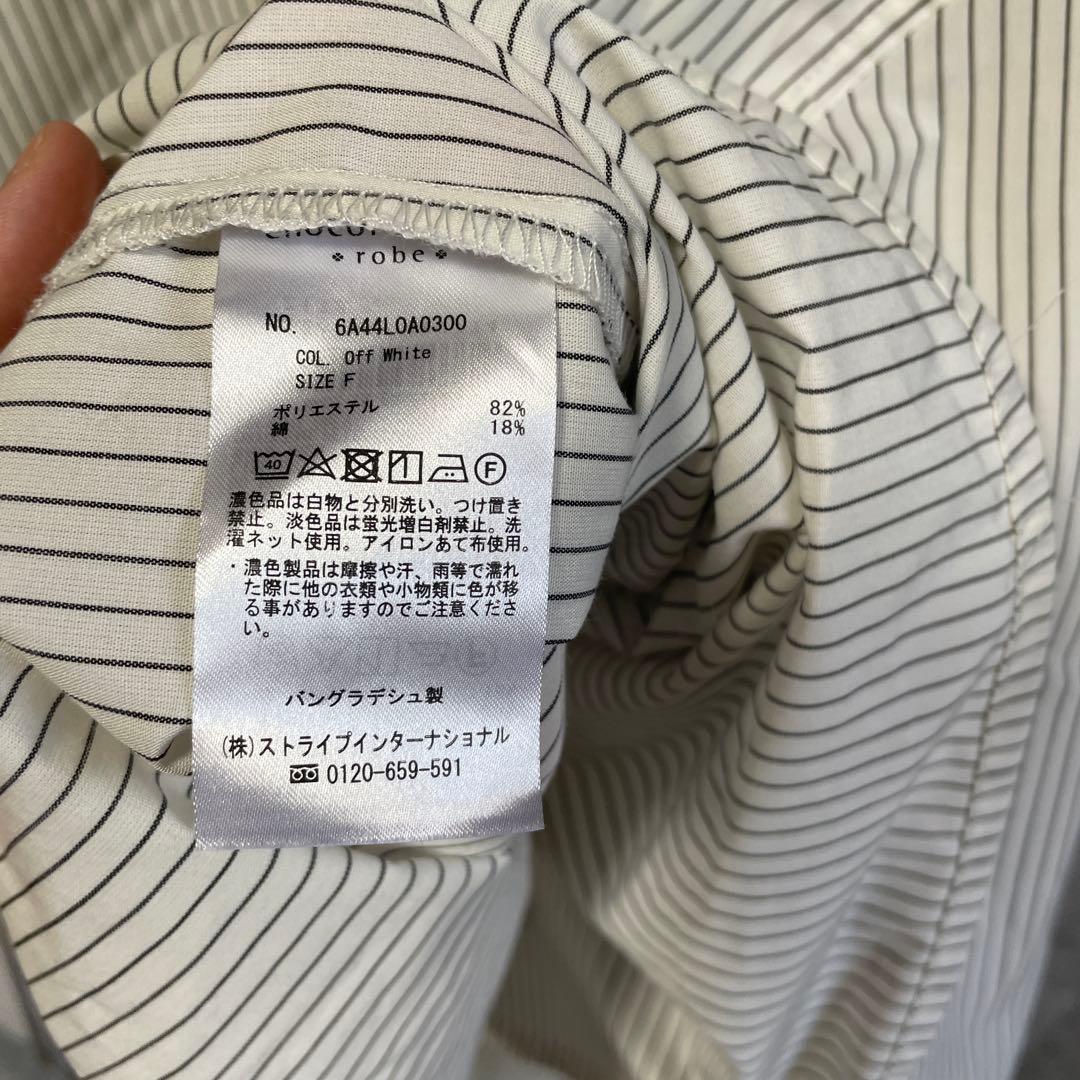 robe
NO. 6A44L0A0300
COL. Off White
SIZE F
ポリエステル 82%
綿 18%
40 F
濃色品は白物と分別洗い。つけ置き
禁止。淡色品は蛍光増白剤禁止。洗
濯ネット使用。アイロンあて布使用。
・濃色製品は摩擦や汗、雨等で濡れ
た際に他の衣類や小物類に色が移
る事がありますのでご注意くださ
い。
バングラデシュ製
(株)ストライプインターナショナル
0120-659-591